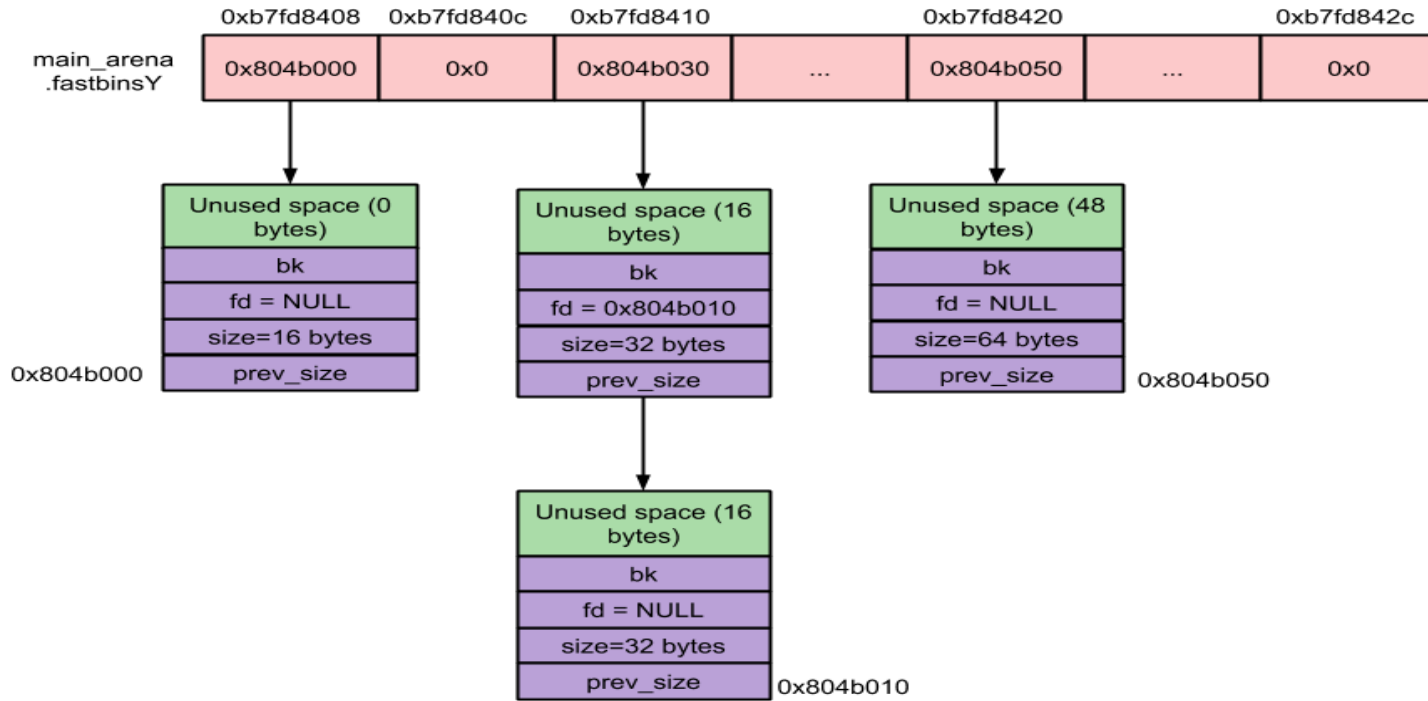 0xb7fd8408 0xb7fd840c 0xb7fd8410 0xb7fd8420 0xb7fd842c
main_arena
.fastbinsY
0x804b000 0x0 0x804b030 ... 0x804b050 ... 0x0
Unused space (0
bytes)
bk
fd = NULL
size=16 bytes
prev_size
0x804b000
Unused space (16
bytes)
bk
fd = 0x804b010
size=32 bytes
prev_size
Unused space (48
bytes)
bk
fd = NULL
size=64 bytes
prev_size
0x804b050
Unused space (16
bytes)
bk
fd = NULL
size=32 bytes
prev_size
0x804b010